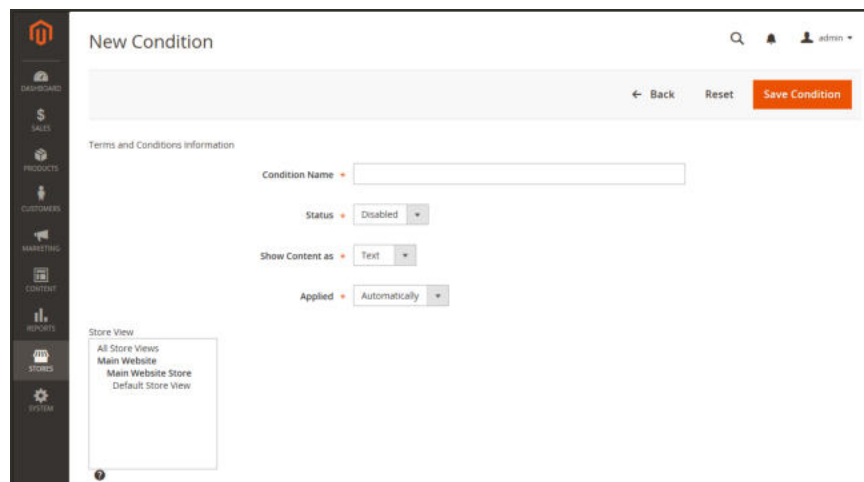 New Condition
admin
DASHBOARD
SALES
PRODUCTS
CUSTOMERS
MARKETING
CONTENT
REPORTS
STORES
SYSTEM
← Back
Reset
Save Condition
Terms and Conditions Information
Condition Name *
Status * Disabled
Show Content as * Text
Applied * Automatically
Store View
All Store Views
Main Website
Main Website Store
Default Store View
?